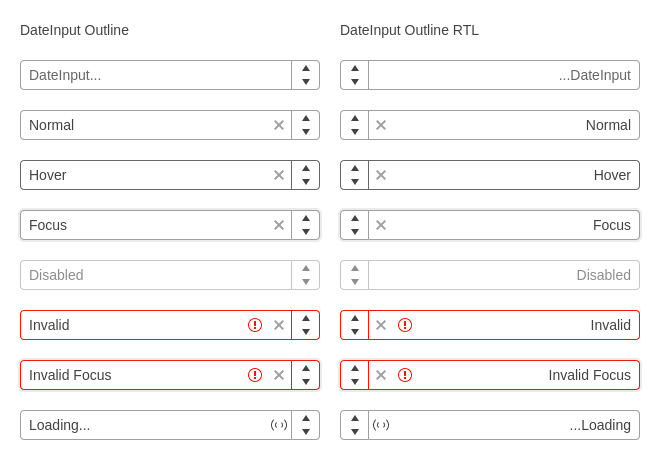 DateInput Outline
DateInput Outline RTL
DateInput...
...DateInput
Normal
Normal
Hover
Hover
Focus
Focus
Disabled
Disabled
Invalid
Invalid
Invalid Focus
Invalid Focus
Loading...
...Loading